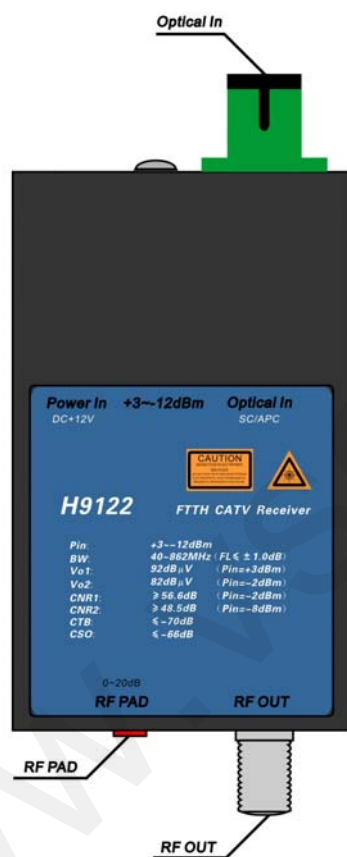 Optical In
Power In +3~-12dBm Optical In
DC+12V SC/APC
CAUTION
H9122 FTTH CATV Receiver
Pin: +3~-12dBm
BW: 40~862MHz (FL≤ ±1.0dB)
Vo1: 92dBμV (Pin=+3dBm)
Vo2: 82dBμV (Pin=-2dBm)
CNR1: ≥56.6dB (Pin=-2dBm)
CNR2: ≥48.5dB (Pin=-8dBm)
CTB: ≤-70dB
CSO: ≤-66dB
0~20dB
RF PAD RF OUT
RF PAD
RF OUT